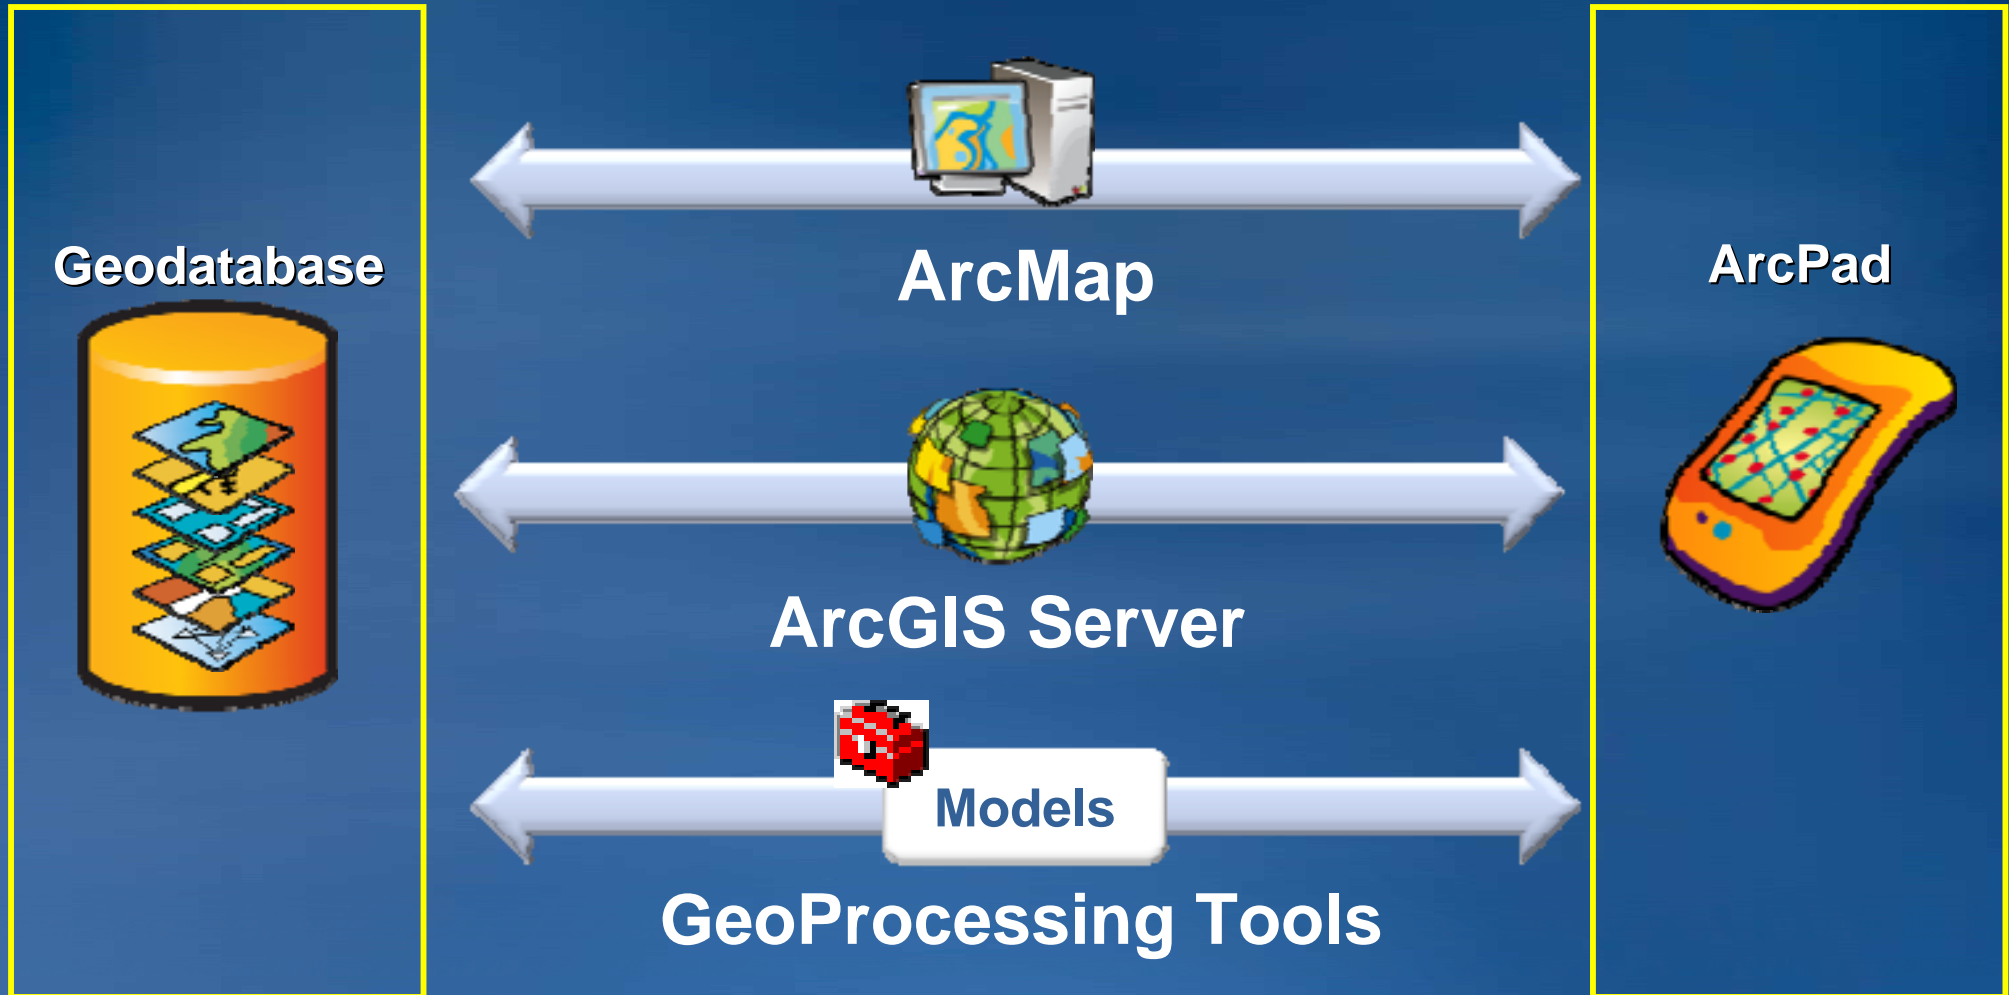 Geodatabase
ArcMap
ArcPad
ArcGIS Server
Models
GeoProcessing Tools